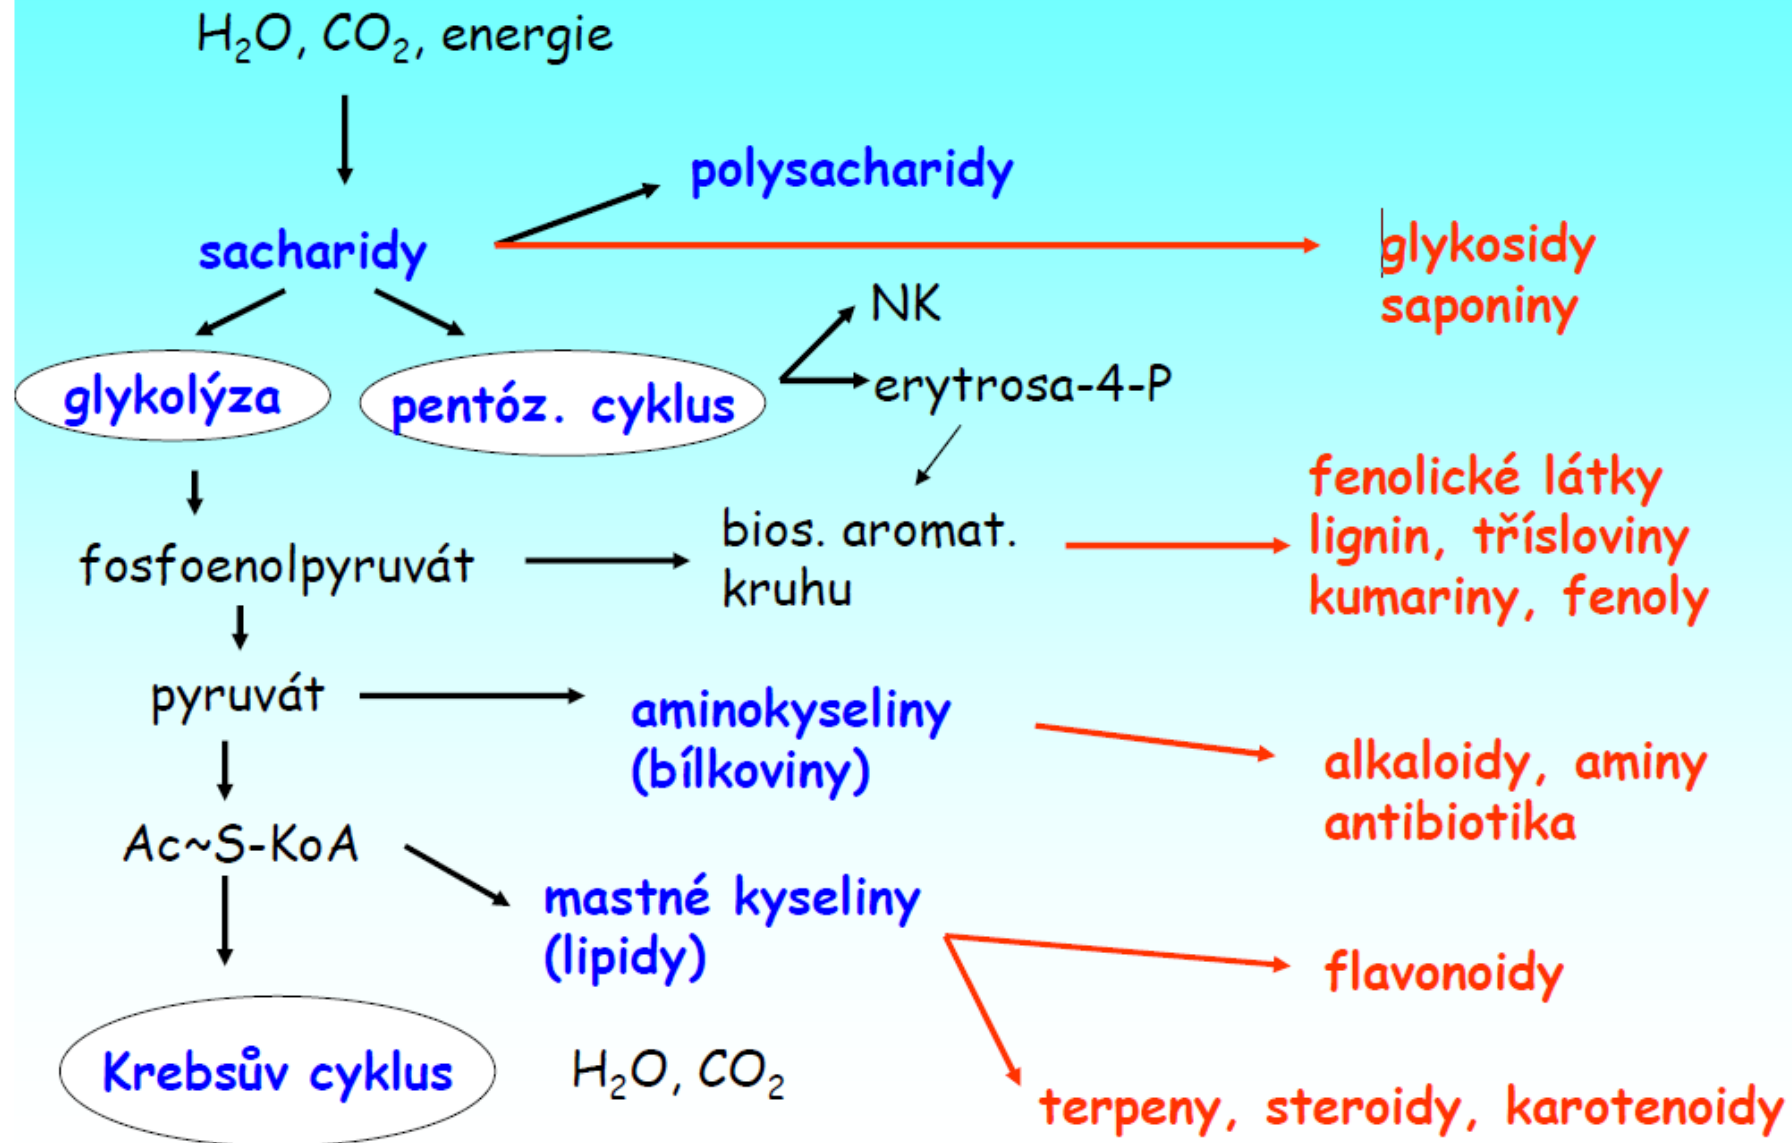 H₂O, CO₂, energie
polysacharidy
sacharidy
glykosidy
saponiny
NK
erytrosa-4-P
glykolýza
pentóz. cyklus
fenolické látky
lignin, třísloviny
kumariny, fenoly
bios. aromat.
kruhu
fosfoenolpyruvát
pyruvát
aminokyseliny
(bílkoviny)
alkaloidy, aminy
antibiotika
Ac~S-KoA
mastné kyseliny
(lipidy)
flavonoidy
Krebsův cyklus
H₂O, CO₂
terpeny, steroidy, karotenoidy